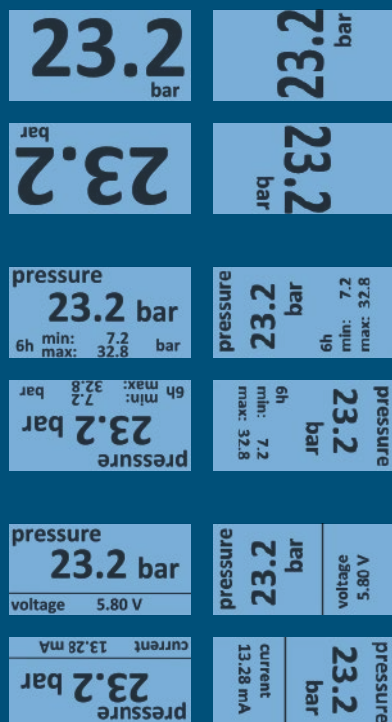 23.2
bar
23.2
bar
23.2
bar
23.2
bar
pressure
23.2 bar
6h min: 7.2
max: 32.8 bar
pressure
23.2
bar
6h
min: 7.2
max: 32.8
pressure
23.2 bar
6h min: 7.2
max: 32.8 bar
pressure
23.2
bar
6h
min: 7.2
max: 32.8
pressure
23.2 bar
voltage 5.80 V
pressure
23.2
bar
voltage
5.80 V
pressure
23.2 bar
current 13.28 mA
pressure
23.2
bar
current
13.28 mA